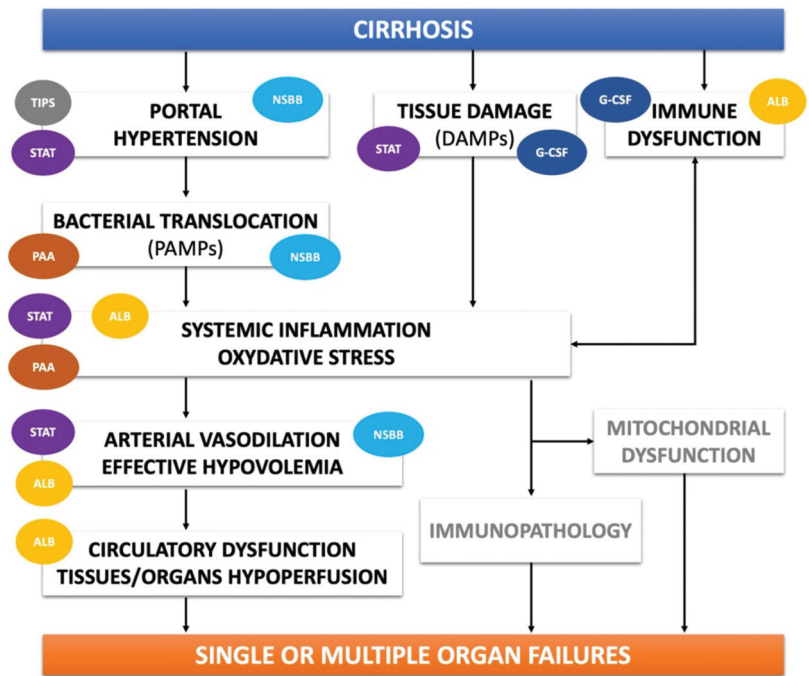 CIRRHOSIS
TIPS
NSBB
PORTAL
HYPERTENSION
STAT
TISSUE DAMAGE
(DAMPs)
STAT
G-CSF
G-CSF
ALB
IMMUNE
DYSFUNCTION
BACTERIAL TRANSLOCATION
(PAMPs)
PAA
NSBB
STAT
ALB
SYSTEMIC INFLAMMATION
OXYDATIVE STRESS
PAA
STAT
NSBB
ARTERIAL VASODILATION
EFFECTIVE HYPOVOLEMIA
ALB
MITOCHONDRIAL
DYSFUNCTION
IMMUNOPATHOLOGY
ALB
CIRCULATORY DYSFUNCTION
TISSUES/ORGANS HYPOPERFUSION
SINGLE OR MULTIPLE ORGAN FAILURES